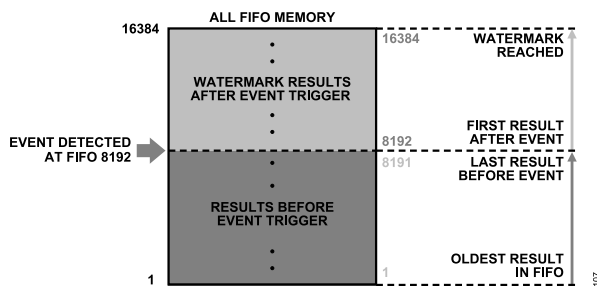 ALL FIFO MEMORY
16384
16384
WATERMARK
REACHED
WATERMARK RESULTS
AFTER EVENT TRIGGER
EVENT DETECTED
AT FIFO 8192
8192
FIRST RESULT
AFTER EVENT
8191
LAST RESULT
BEFORE EVENT
RESULTS BEFORE
EVENT TRIGGER
1
1
OLDEST RESULT
IN FIFO
107